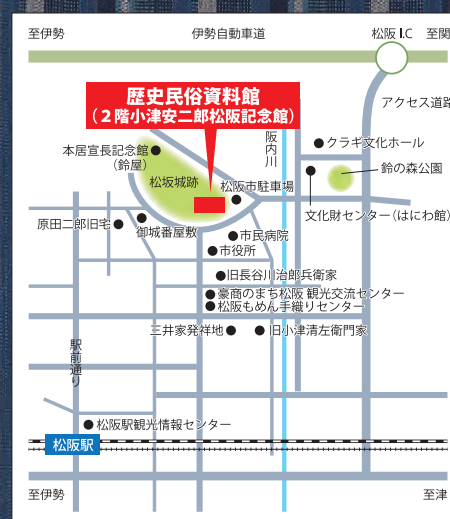 至伊勢
伊勢自動車道
松阪 I.C
至関
アクセス道路
歴史民俗資料館
(2階小津安二郎松阪記念館)
阪内川
クラギ文化ホール
本居宣長記念館
(鈴屋)
鈴の森公園
松坂城跡
松阪市駐車場
文化財センター(はにわ館)
原田二郎旧宅
御城番屋敷
市民病院
市役所
旧長谷川治郎兵衛家
豪商のまち松阪 観光交流センター
松阪もめん手織りセンター
三井家発祥地
旧小津清左衛門家
駅前通り
松阪駅観光情報センター
松阪駅
至伊勢
至津